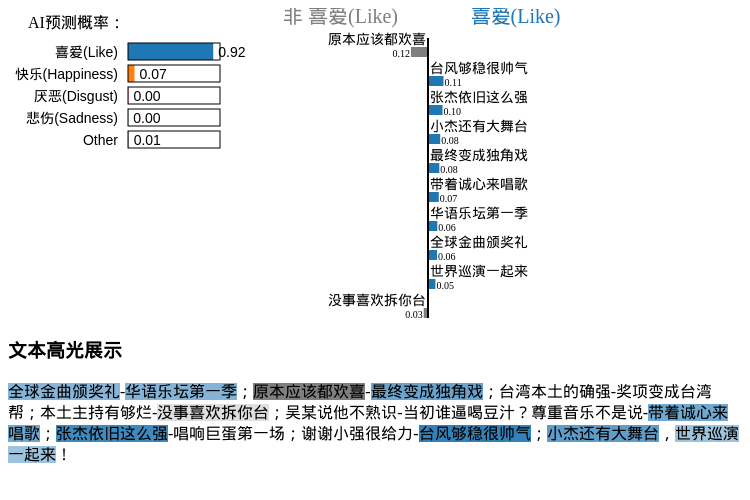 AI预测概率：
喜爱(Like) 0.92
快乐(Happiness) 0.07
厌恶(Disgust) 0.00
悲伤(Sadness) 0.00
Other 0.01
非 喜爱(Like) 喜爱(Like)
原本应该都欢喜
0.12
台风够稳很帅气
0.11
张杰依旧这么强
0.10
小杰还有大舞台
0.08
最终变成独角戏
0.08
带着诚心来唱歌
0.07
华语乐坛第一季
0.06
全球金曲颁奖礼
0.06
世界巡演一起来
0.05
没事喜欢拆你台
0.03
文本高光展示
全球金曲颁奖礼-华语乐坛第一季；原本应该都欢喜-最终变成独角戏；台湾本土的确强-奖项变成台湾
帮；本土主持有够烂-没事喜欢拆你台；吴某说他不熟识-当初谁逼喝豆汁？尊重音乐不是说-带着诚心来
唱歌；张杰依旧这么强-唱响巨蛋第一场；谢谢小强很给力-台风够稳很帅气；小杰还有大舞台，世界巡演
一起来！